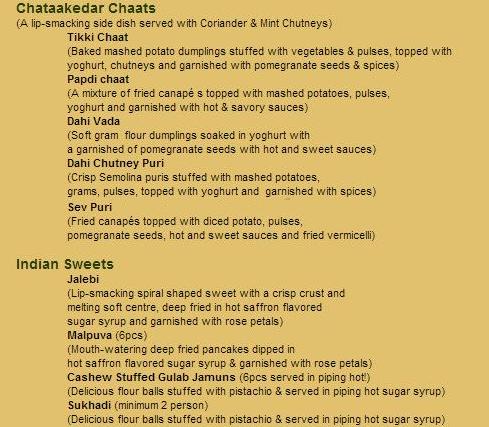 Chataakedar Chaats
(A lip-smacking side dish served with Coriander & Mint Chutneys)
Tikki Chaat
(Baked mashed potato dumplings stuffed with vegetables & pulses, topped with
yoghurt, chutneys and garnished with pomegranate seeds & spices)
Papdi chaat
(A mixture of fried canapé s topped with mashed potatoes, pulses,
yoghurt and garnished with hot & savory sauces)
Dahi Vada
(Soft gram flour dumplings soaked in yoghurt with
a garnished of pomegranate seeds with hot and sweet sauces)
Dahi Chutney Puri
(Crisp Semolina puris stuffed with mashed potatoes,
grams, pulses, topped with yoghurt and garnished with spices)
Sev Puri
(Fried canapés topped with diced potato, pulses,
pomegranate seeds, hot and sweet sauces and fried vermicelli)
Indian Sweets
Jalebi
(Lip-smacking spiral shaped sweet with a crisp crust and
melting soft centre, deep fried in hot saffron flavored
sugar syrup and garnished with rose petals)
Malpuva (6pcs)
(Mouth-watering deep fried pancakes dipped in
hot saffron flavored sugar syrup & garnished with rose petals)
Cashew Stuffed Gulab Jamuns (6pcs served in piping hot!)
(Delicious flour balls stuffed with pistachio & served in piping hot sugar syrup)
Sukhadi (minimum 2 person)
(Delicious flour balls stuffed with pistachio & served in piping hot sugar syrup)